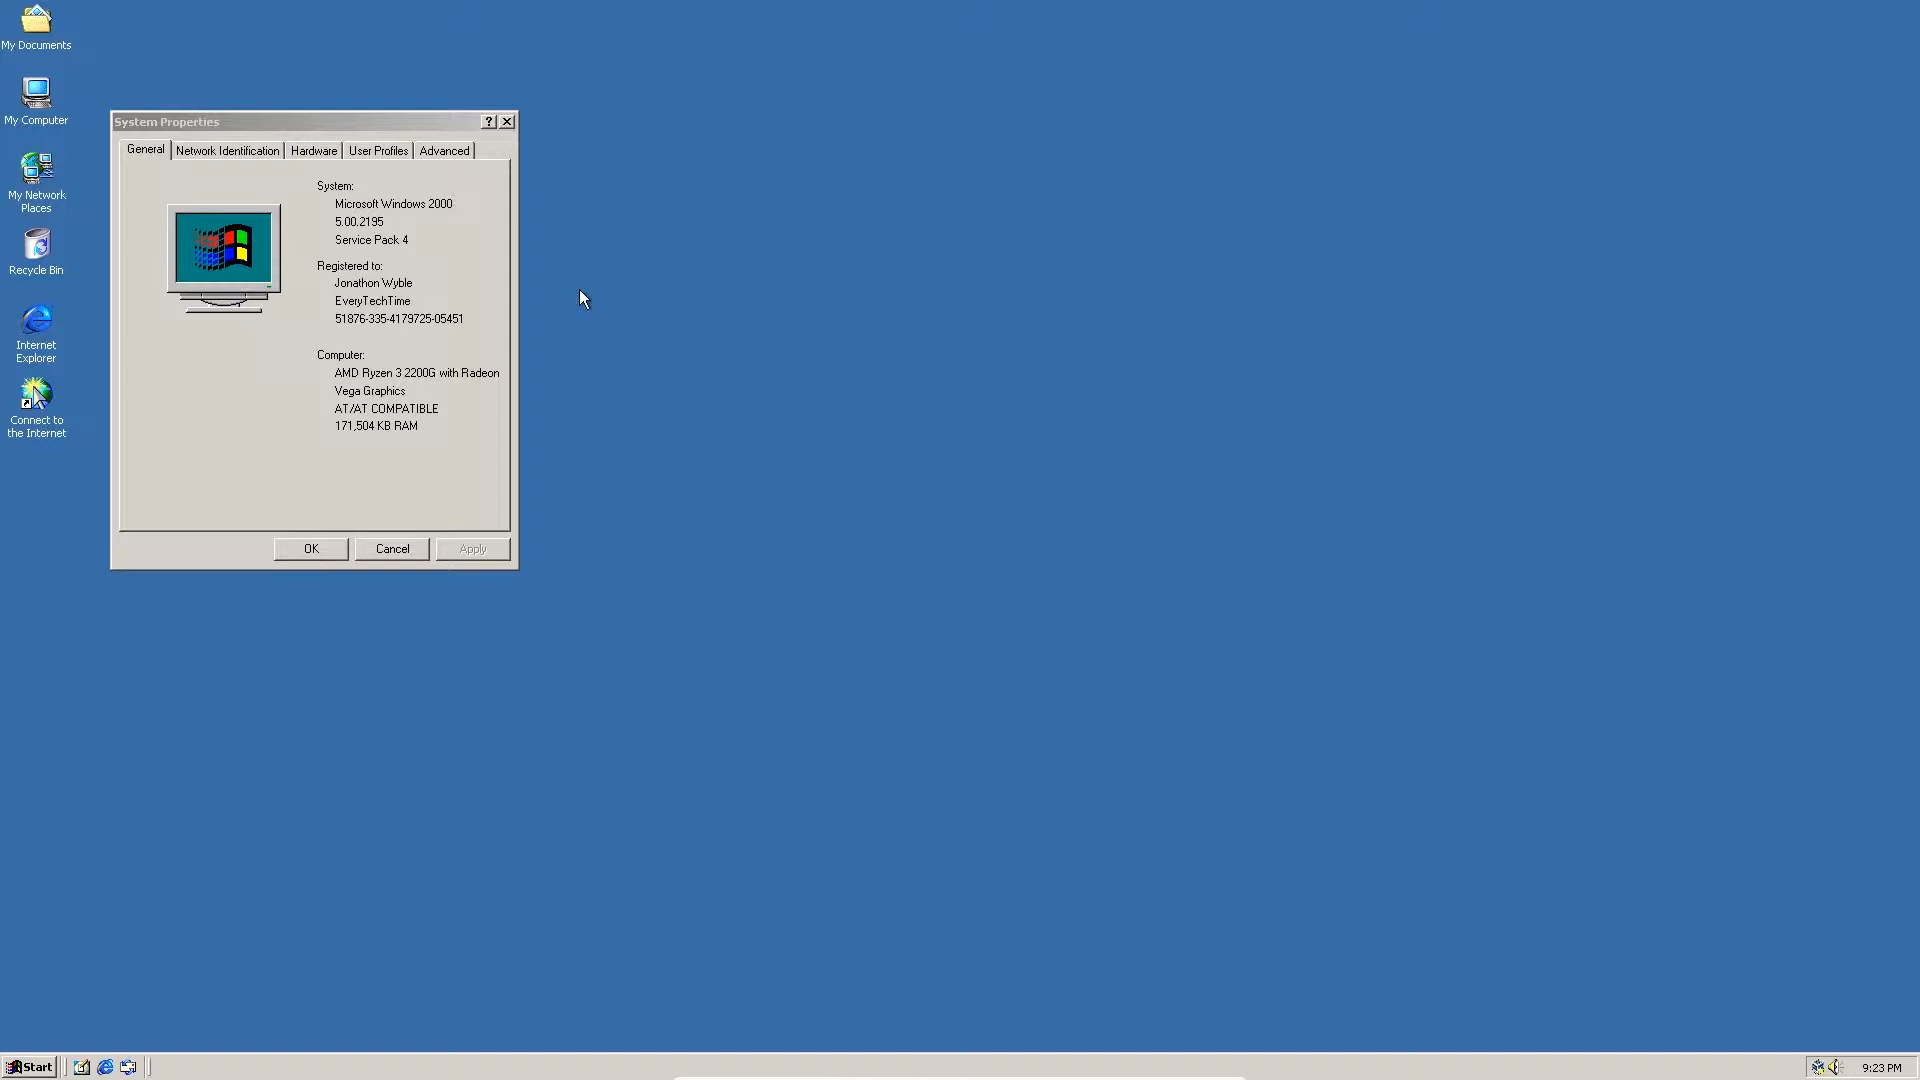 My Documents
My Computer
My Network
Places
Recycle Bin
Internet
Explorer
Connect to
the Internet
System Properties
?
General
Network Identification
Hardware
User Profiles
Advanced
System:
Microsoft Windows 2000
5.00.2195
Service Pack 4
Registered to:
Jonathon Wyble
EveryTechTime
51876-335-4179725-05451
Computer:
AMD Ryzen 3 2200G with Radeon
Vega Graphics
AT/AT COMPATIBLE
171,504 KB RAM
OK
Cancel
Apply
Start
9:23 PM